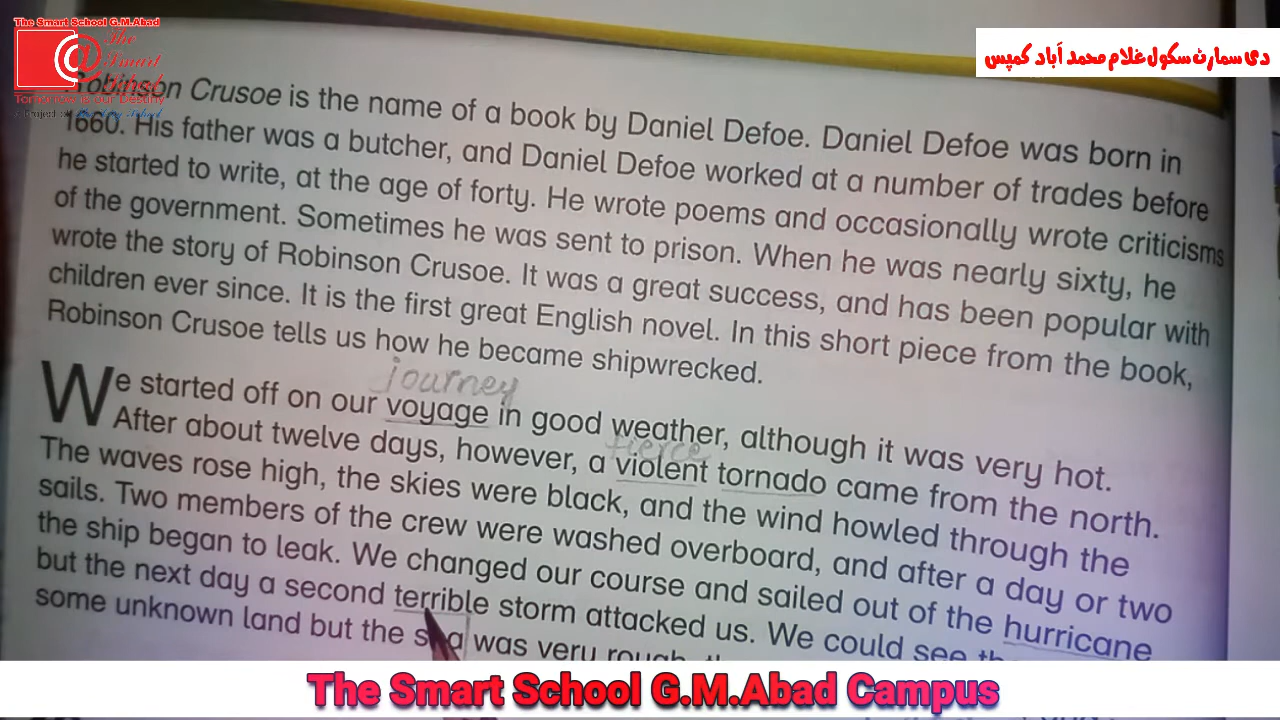 The Smart School G.M.Abad
The
Smart
School
Tomorrow is our Destiny
دی سمارٹ سکول غلام محمد آباد کمپس
Robinson Crusoe is the name of a book by Daniel Defoe. Daniel Defoe was born in
1660. His father was a butcher, and Daniel Defoe worked at a number of trades before
he started to write, at the age of forty. He wrote poems and occasionally wrote criticisms
of the government. Sometimes he was sent to prison. When he was nearly sixty, he
wrote the story of Robinson Crusoe. It was a great success, and has been popular with
children ever since. It is the first great English novel. In this short piece from the book,
Robinson Crusoe tells us how he became shipwrecked.
journey
We started off on our voyage in good weather, although it was very hot.
fierce
After about twelve days, however, a violent tornado came from the north.
The waves rose high, the skies were black, and the wind howled through the
sails. Two members of the crew were washed overboard, and after a day or two
the ship began to leak. We changed our course and sailed out of the hurricane
but the next day a second terrible storm attacked us. We could see
some unknown land but the sea was very rough
The Smart School G.M.Abad Campus